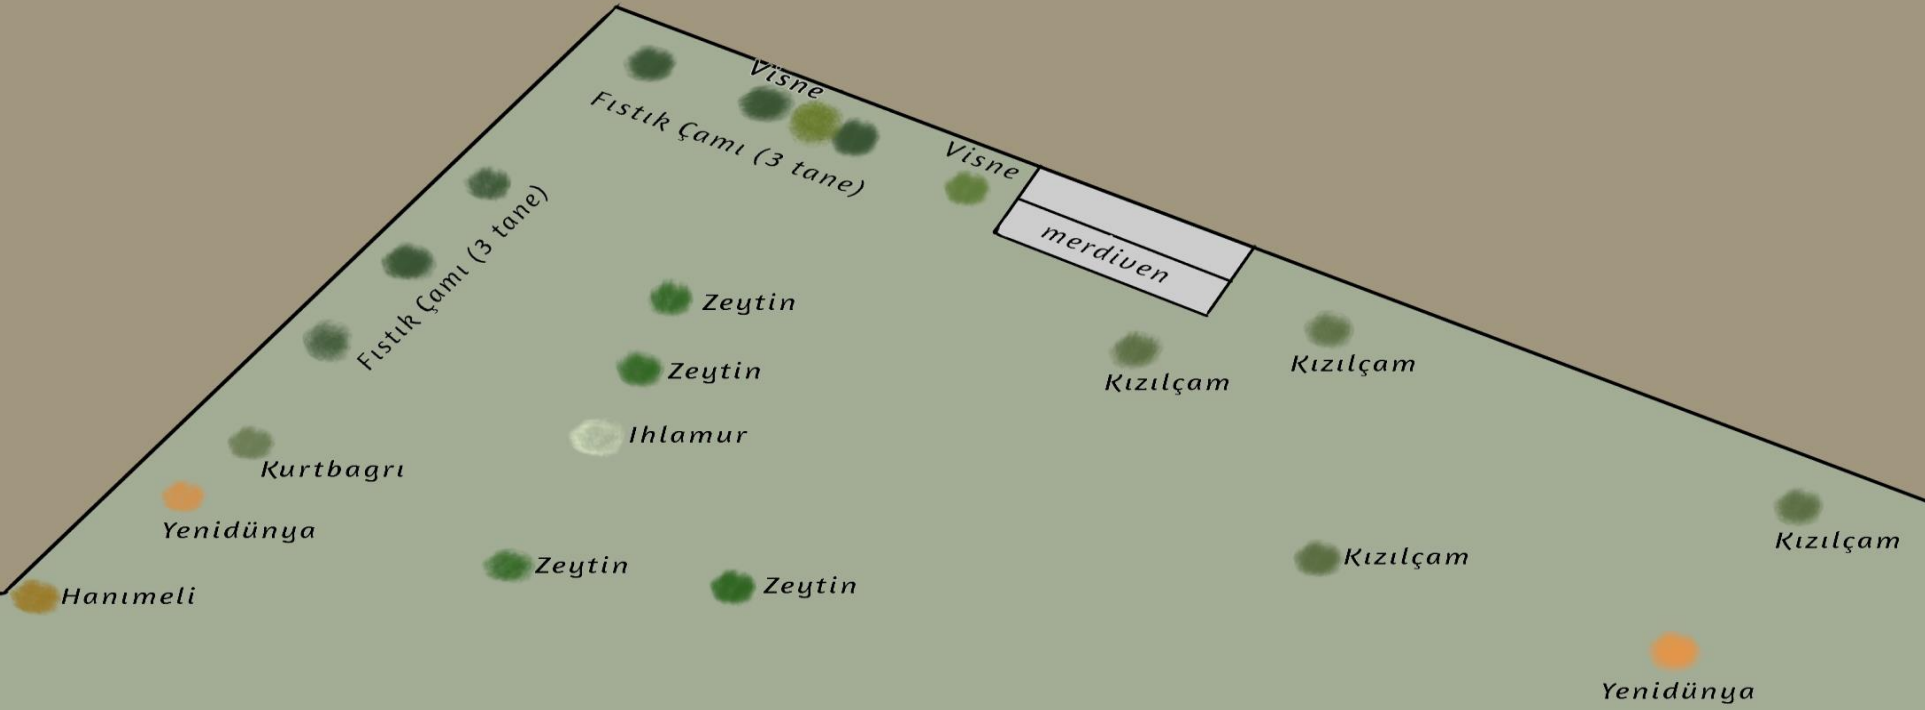 Visne
Fıstık Çamı (3 tane)
Visne
Fıstık Çamı (3 tane)
merdiven
Zeytin
Zeytin
Kızılçam
Kızılçam
Ihlamur
Kurtbagrı
Yenidünya
Zeytin
Zeytin
Kızılçam
Kızılçam
Hanımeli
Yenidünya